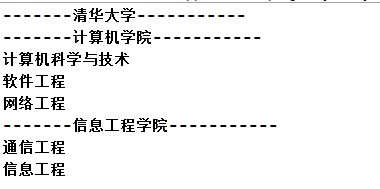 -------清华大学-----------
-------计算机学院-----------
计算机科学与技术
软件工程
网络工程
-------信息工程学院-----------
通信工程
信息工程